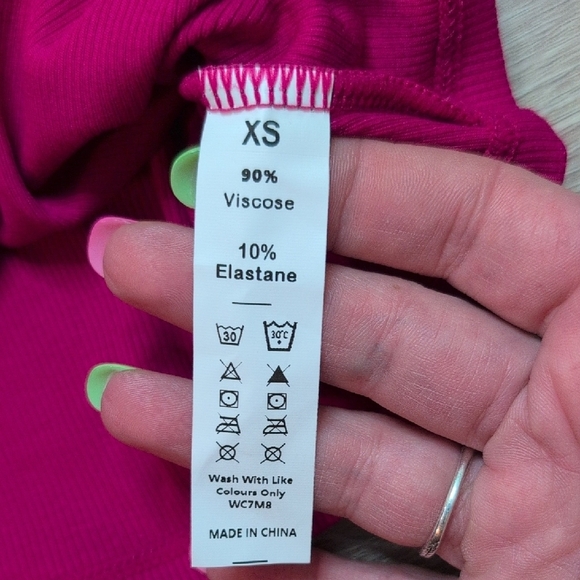 XS
90%
Viscose
10%
Elastane
30 30°C
Wash With Like
Colours Only
WC7M8
MADE IN CHINA